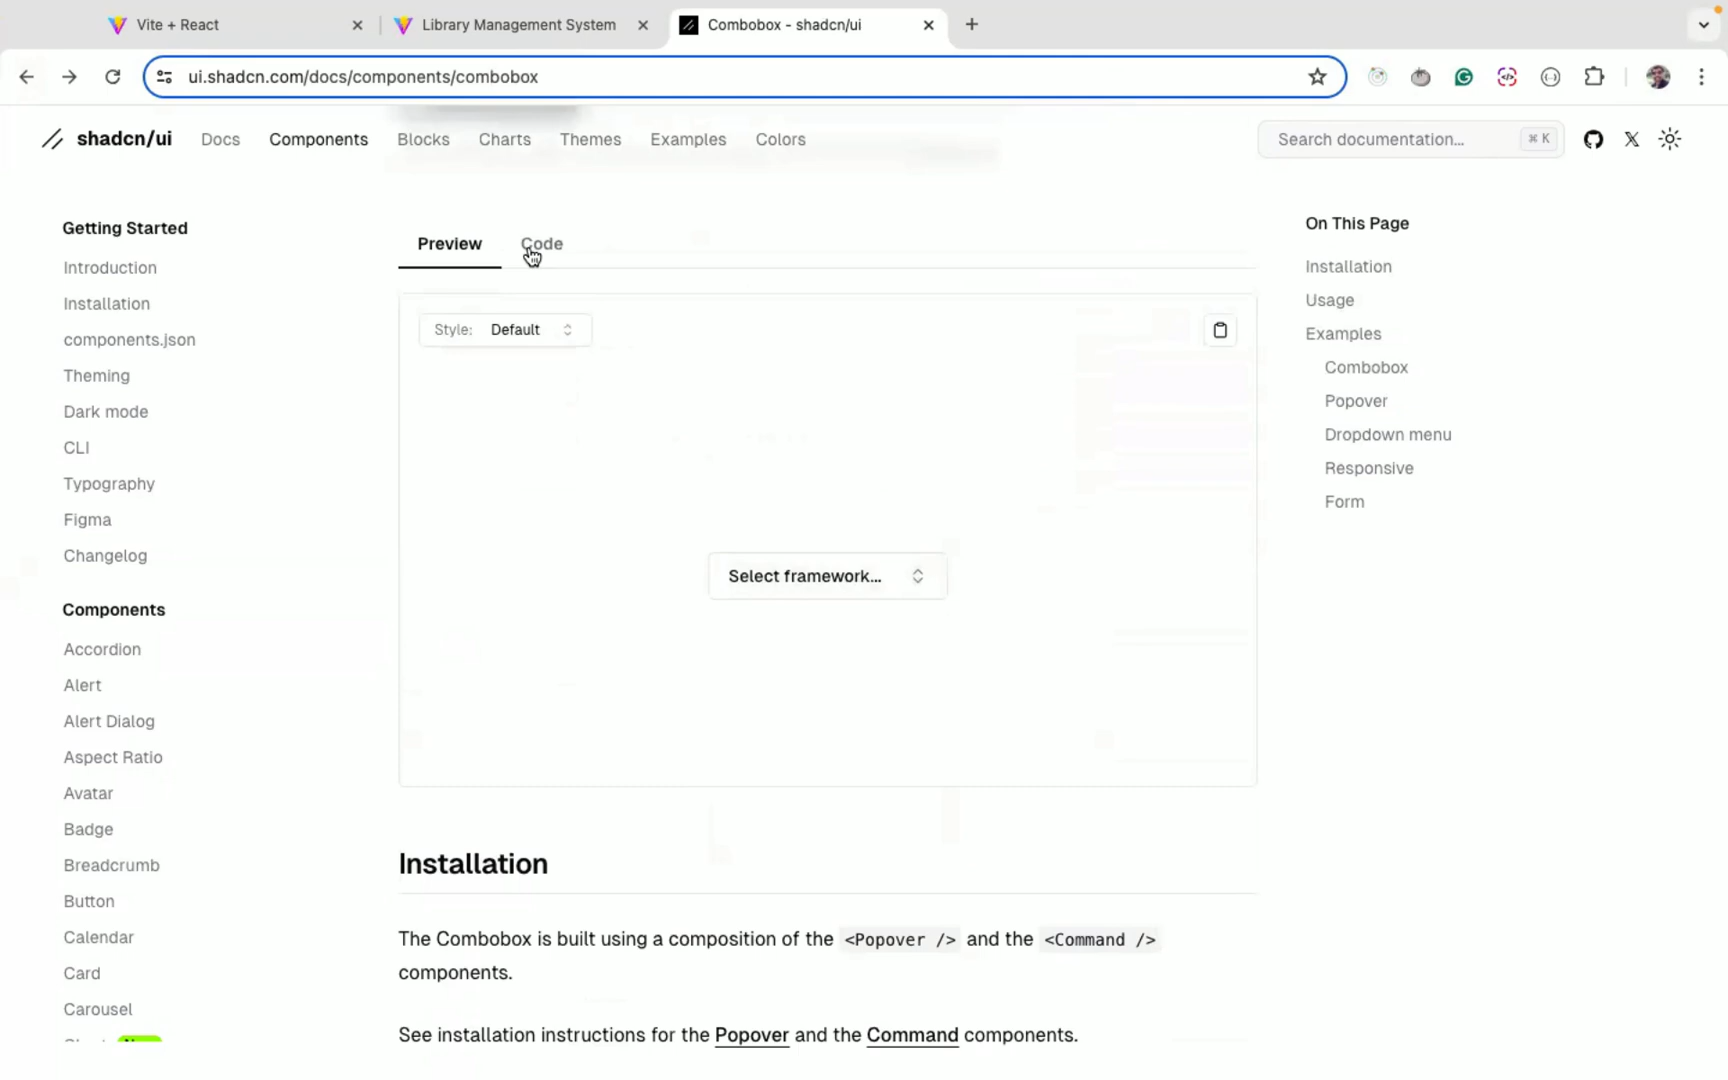 Vite + React
Library Management System
Combobox - shadcn/ui
ui.shadcn.com/docs/components/combobox
shadcn/ui
Docs
Components
Blocks
Charts
Themes
Examples
Colors
Search documentation...
⌘ K
Getting Started
Introduction
Installation
components.json
Theming
Dark mode
CLI
Typography
Figma
Changelog
Components
Accordion
Alert
Alert Dialog
Aspect Ratio
Avatar
Badge
Breadcrumb
Button
Calendar
Card
Carousel
Preview
Code
Style: Default
Select framework...
Installation
The Combobox is built using a composition of the <Popover /> and the <Command />
components.
See installation instructions for the Popover and the Command components.
On This Page
Installation
Usage
Examples
Combobox
Popover
Dropdown menu
Responsive
Form